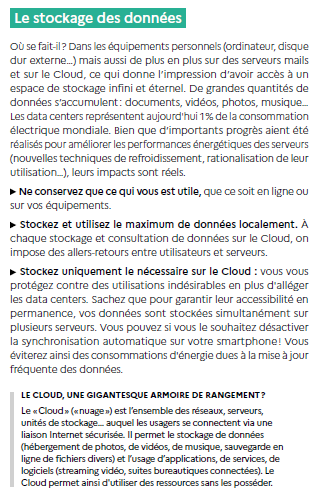 Le stockage des données
Où se fait-il ? Dans les équipements personnels (ordinateur, disque
dur externe...) mais aussi de plus en plus sur des serveurs mails
et sur le Cloud, ce qui donne l'impression d'avoir accès à un
espace de stockage infini et éternel. De grandes quantités de
données s'accumulent : documents, vidéos, photos, musique...
Les data centers représentent aujourd'hui 1 % de la consommation
électrique mondiale. Bien que d'importants progrès aient été
réalisés pour améliorer les performances énergétiques des serveurs
(nouvelles techniques de refroidissement, rationalisation de leur
utilisation...), leurs impacts sont réels.
▶ Ne conservez que ce qui vous est utile, que ce soit en ligne ou
sur vos équipements.
▶ Stockez et utilisez le maximum de données localement. À
chaque stockage et consultation de données sur le Cloud, on
impose des allers-retours entre utilisateurs et serveurs.
▶ Stockez uniquement le nécessaire sur le Cloud : vous vous
protégez contre des utilisations indésirables en plus d'alléger
les data centers. Sachez que pour garantir leur accessibilité en
permanence, vos données sont stockées simultanément sur
plusieurs serveurs. Vous pouvez si vous le souhaitez désactiver
la synchronisation automatique sur votre smartphone ! Vous
éviterez ainsi des consommations d'énergie dues à la mise à jour
fréquente des données.
LE CLOUD, UNE GIGANTESQUE ARMOIRE DE RANGEMENT ?
Le « Cloud » (« nuage ») est l'ensemble des réseaux, serveurs,
unités de stockage... auquel les usagers se connectent via une
liaison Internet sécurisée. Il permet le stockage de données
(hébergement de photos, de vidéos, de musique, sauvegarde en
ligne de fichiers divers) et l'usage d'applications, de services, de
logiciels (streaming vidéo, suites bureautiques connectées). Le
Cloud permet ainsi d'utiliser des ressources sans les posséder.